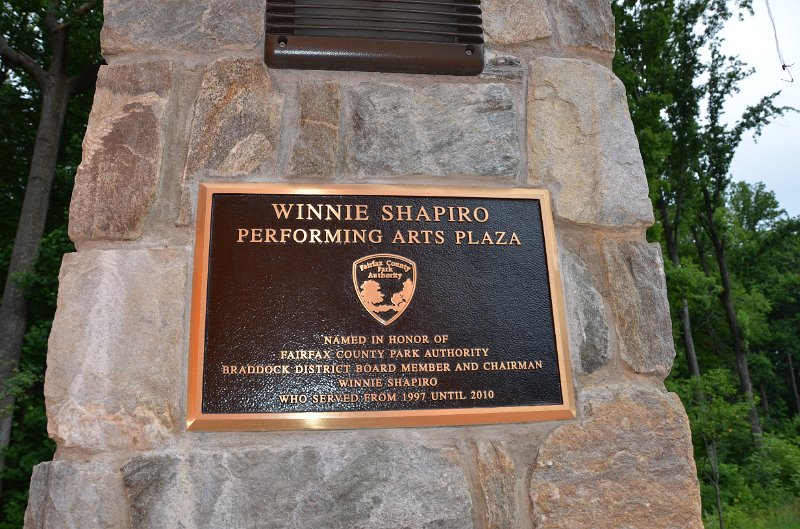 WINNIE SHAPIRO
PERFORMING ARTS PLAZA
Fairfax County
Park
Authority
NAMED IN HONOR OF
FAIRFAX COUNTY PARK AUTHORITY
BRADDOCK DISTRICT BOARD MEMBER AND CHAIRMAN
WINNIE SHAPIRO
WHO SERVED FROM 1997 UNTIL 2010